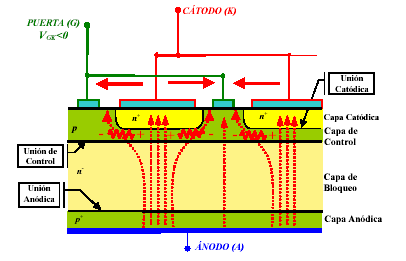 CÁTODO (K)
PUERTA (G)
V_GK<0
Unión
Catódica
n⁺
n⁺
Capa Catódica
p
Capa de
Control
Unión de
Control
n⁻
Capa de
Bloqueo
Unión
Anódica
p⁺
Capa Anódica
ÁNODO (A)